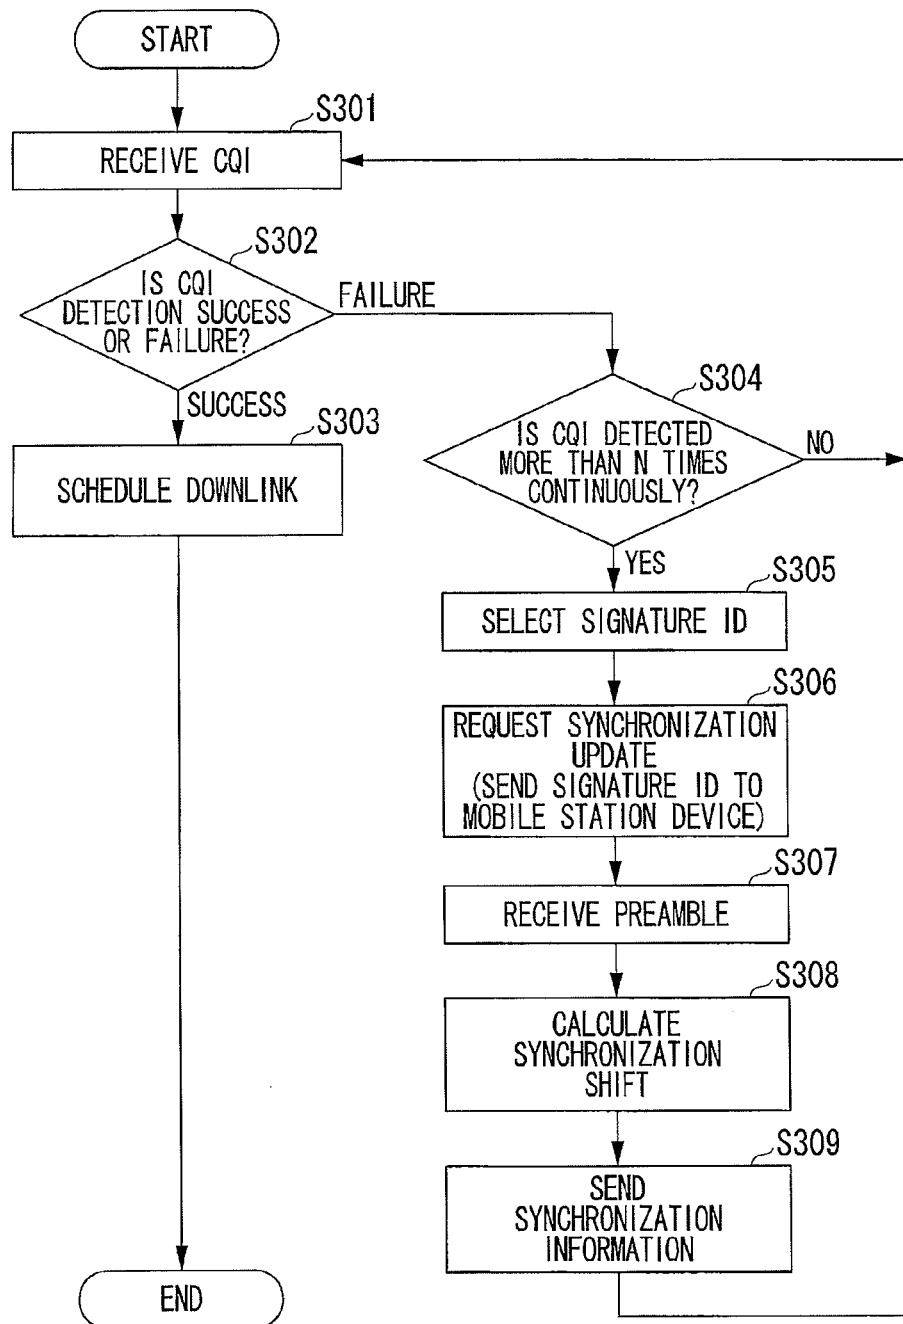 START
S301
RECEIVE CQI
S302
IS CQI
DETECTION SUCCESS
OR FAILURE?
FAILURE
SUCCESS
S303
SCHEDULE DOWNLINK
S304
IS CQI DETECTED
MORE THAN N TIMES
CONTINUOUSLY?
NO
YES
S305
SELECT SIGNATURE ID
S306
REQUEST SYNCHRONIZATION
UPDATE
(SEND SIGNATURE ID TO
MOBILE STATION DEVICE)
S307
RECEIVE PREAMBLE
S308
CALCULATE
SYNCHRONIZATION
SHIFT
S309
SEND
SYNCHRONIZATION
INFORMATION
END